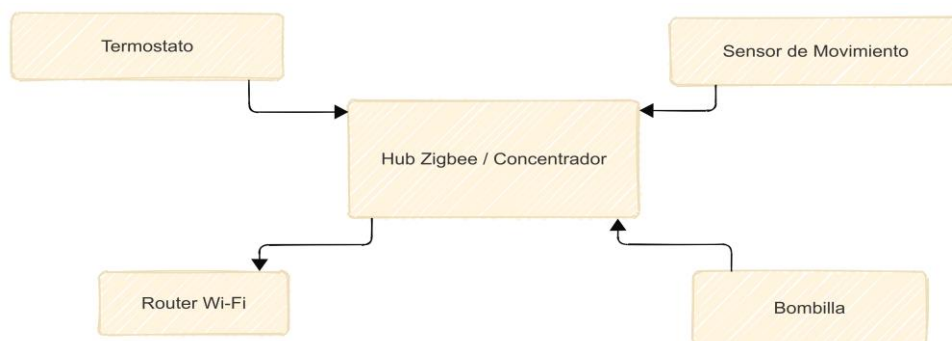 Termostato
Sensor de Movimiento
Hub Zigbee / Concentrador
Router Wi-Fi
Bombilla